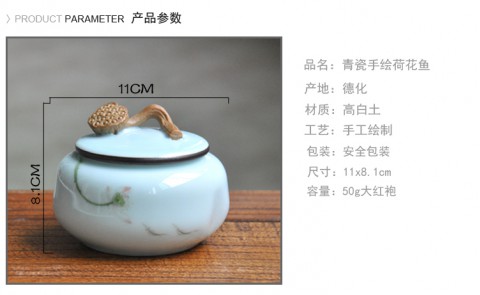 〉PRODUCT PARAMETER 产品参数
11CM
8.1CM
品名：青瓷手绘荷花鱼
产地：德化
材质：高白土
工艺：手工绘制
包装：安全包装
尺寸：11x8.1cm
容量：50g大红袍